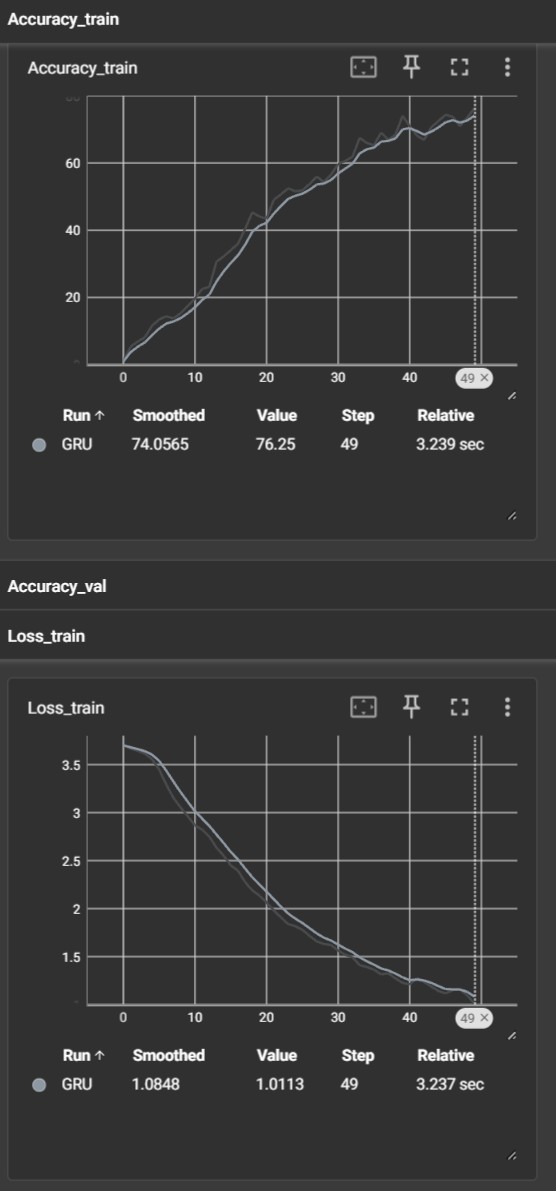 Accuracy_train
Accuracy_train
60
40
20
0 10 20 30 40 49 ×
Run ↑ Smoothed Value Step Relative
GRU 74.0565 76.25 49 3.239 sec
Accuracy_val
Loss_train
Loss_train
3.5
3
2.5
2
1.5
0 10 20 30 40 49 ×
Run ↑ Smoothed Value Step Relative
GRU 1.0848 1.0113 49 3.237 sec